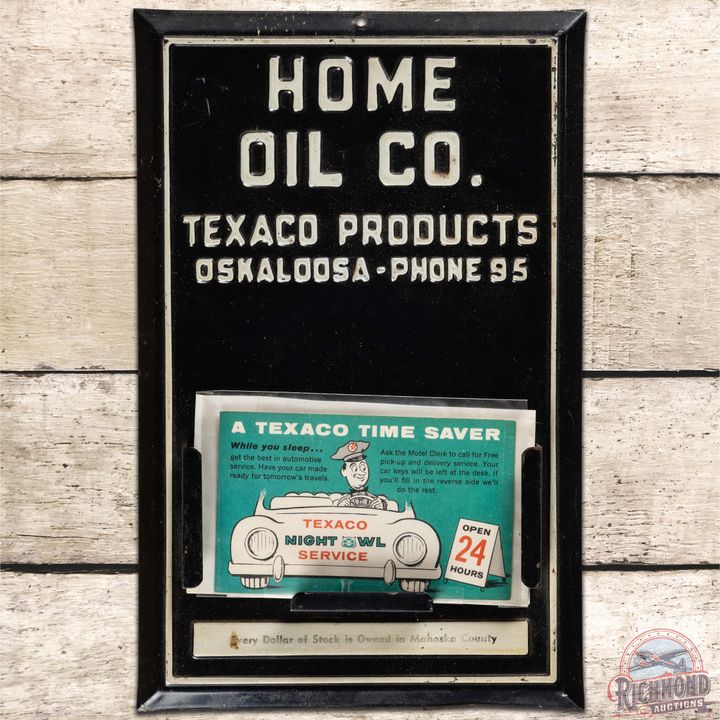 HOME
OIL CO.
TEXACO PRODUCTS
OSKALOOSA - PHONE 95
A TEXACO TIME SAVER
While you sleep...
get the best in automotive
service. Have your car made
ready for tomorrow's travels.
Ask the Motel Clerk to call for Free
pick-up and delivery service. Your
car keys will be left at the desk. If
you'll fill in the reverse side we'll
do the rest.
TEXACO
NIGHT OWL
SERVICE
OPEN
24
HOURS
Every Dollar of Stock is Owned in Mahaska County
RICHMOND
AUCTIONS